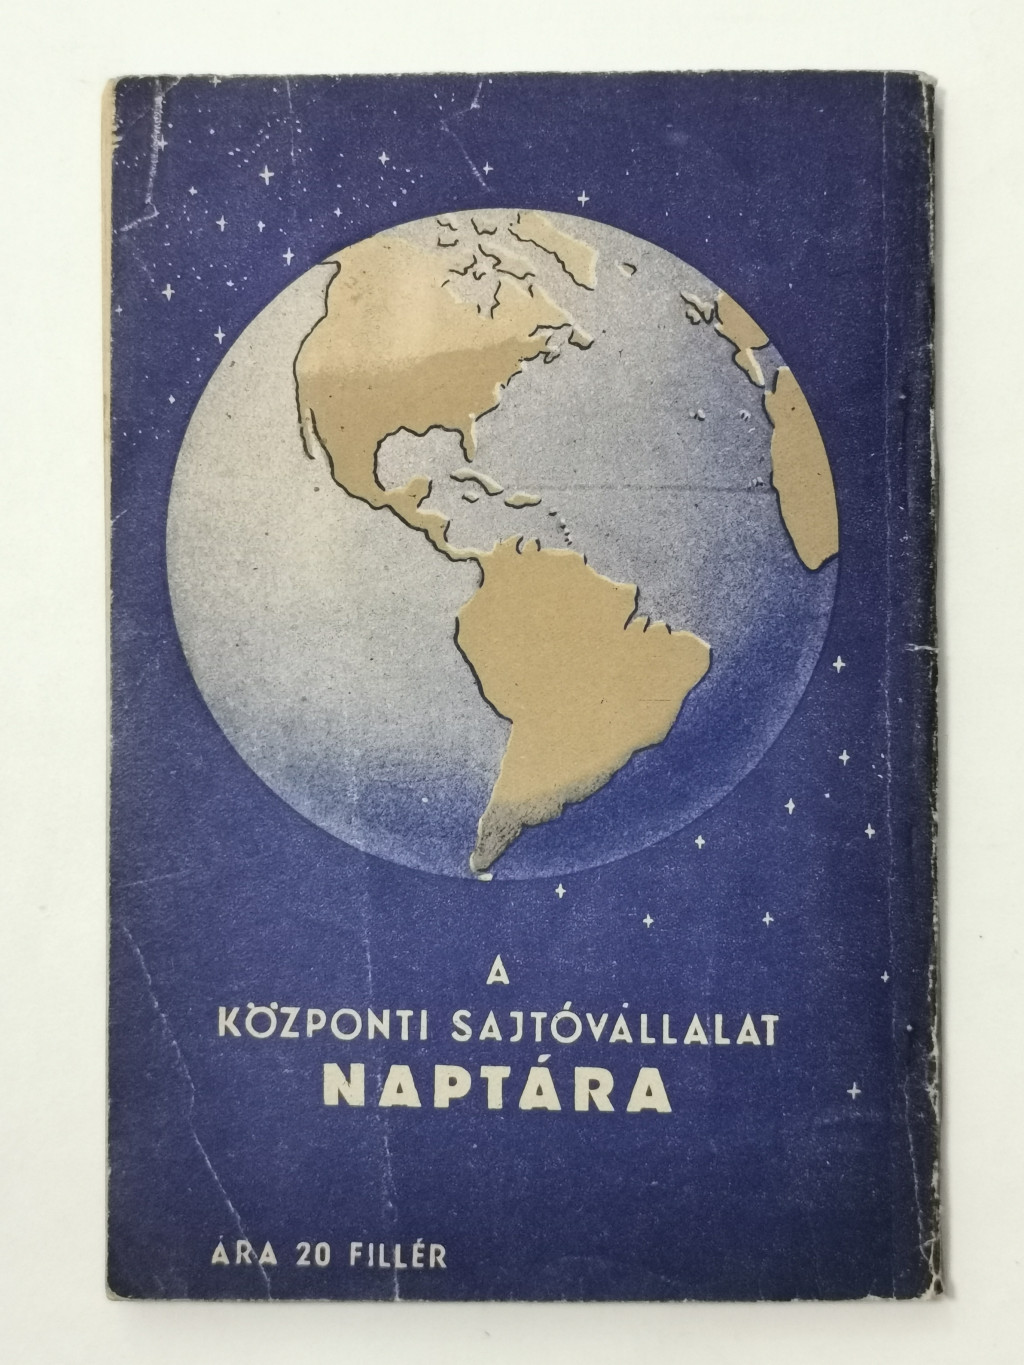 A
KÖZPONTI SAJTÓVÁLLALAT
NAPTÁRA
ÁRA 20 FILLÉR